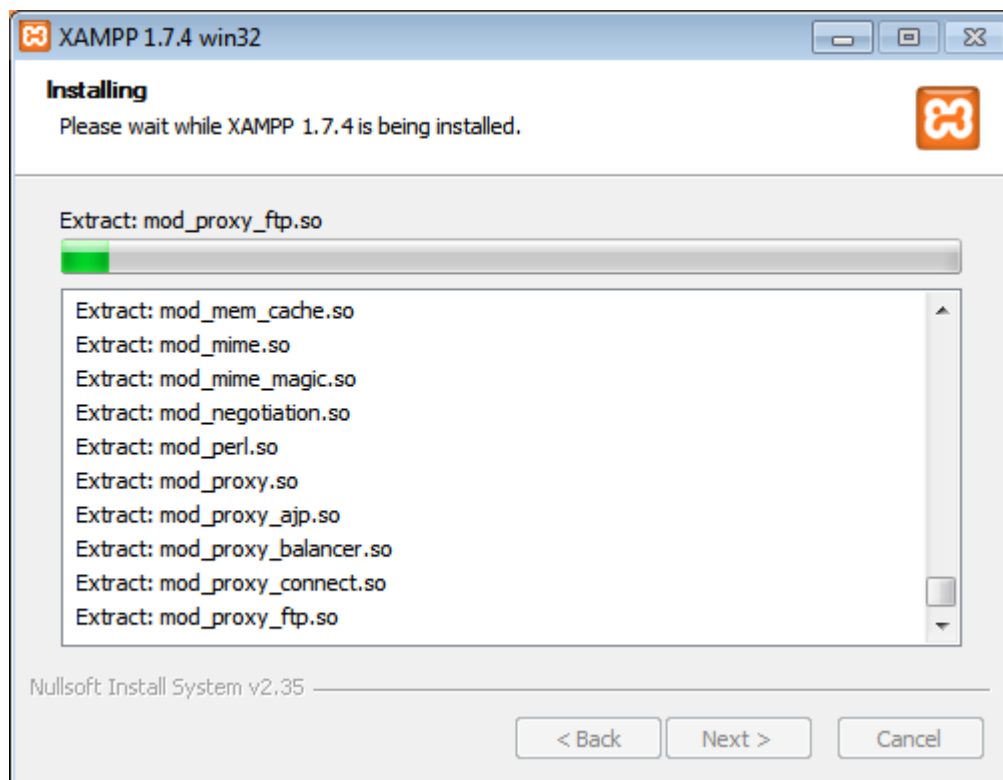 XAMPP 1.7.4 win32
Installing
Please wait while XAMPP 1.7.4 is being installed.
Extract: mod_proxy_ftp.so
Extract: mod_mem_cache.so
Extract: mod_mime.so
Extract: mod_mime_magic.so
Extract: mod_negotiation.so
Extract: mod_perl.so
Extract: mod_proxy.so
Extract: mod_proxy_ajp.so
Extract: mod_proxy_balancer.so
Extract: mod_proxy_connect.so
Extract: mod_proxy_ftp.so
Nullsoft Install System v2.35
< Back Next > Cancel